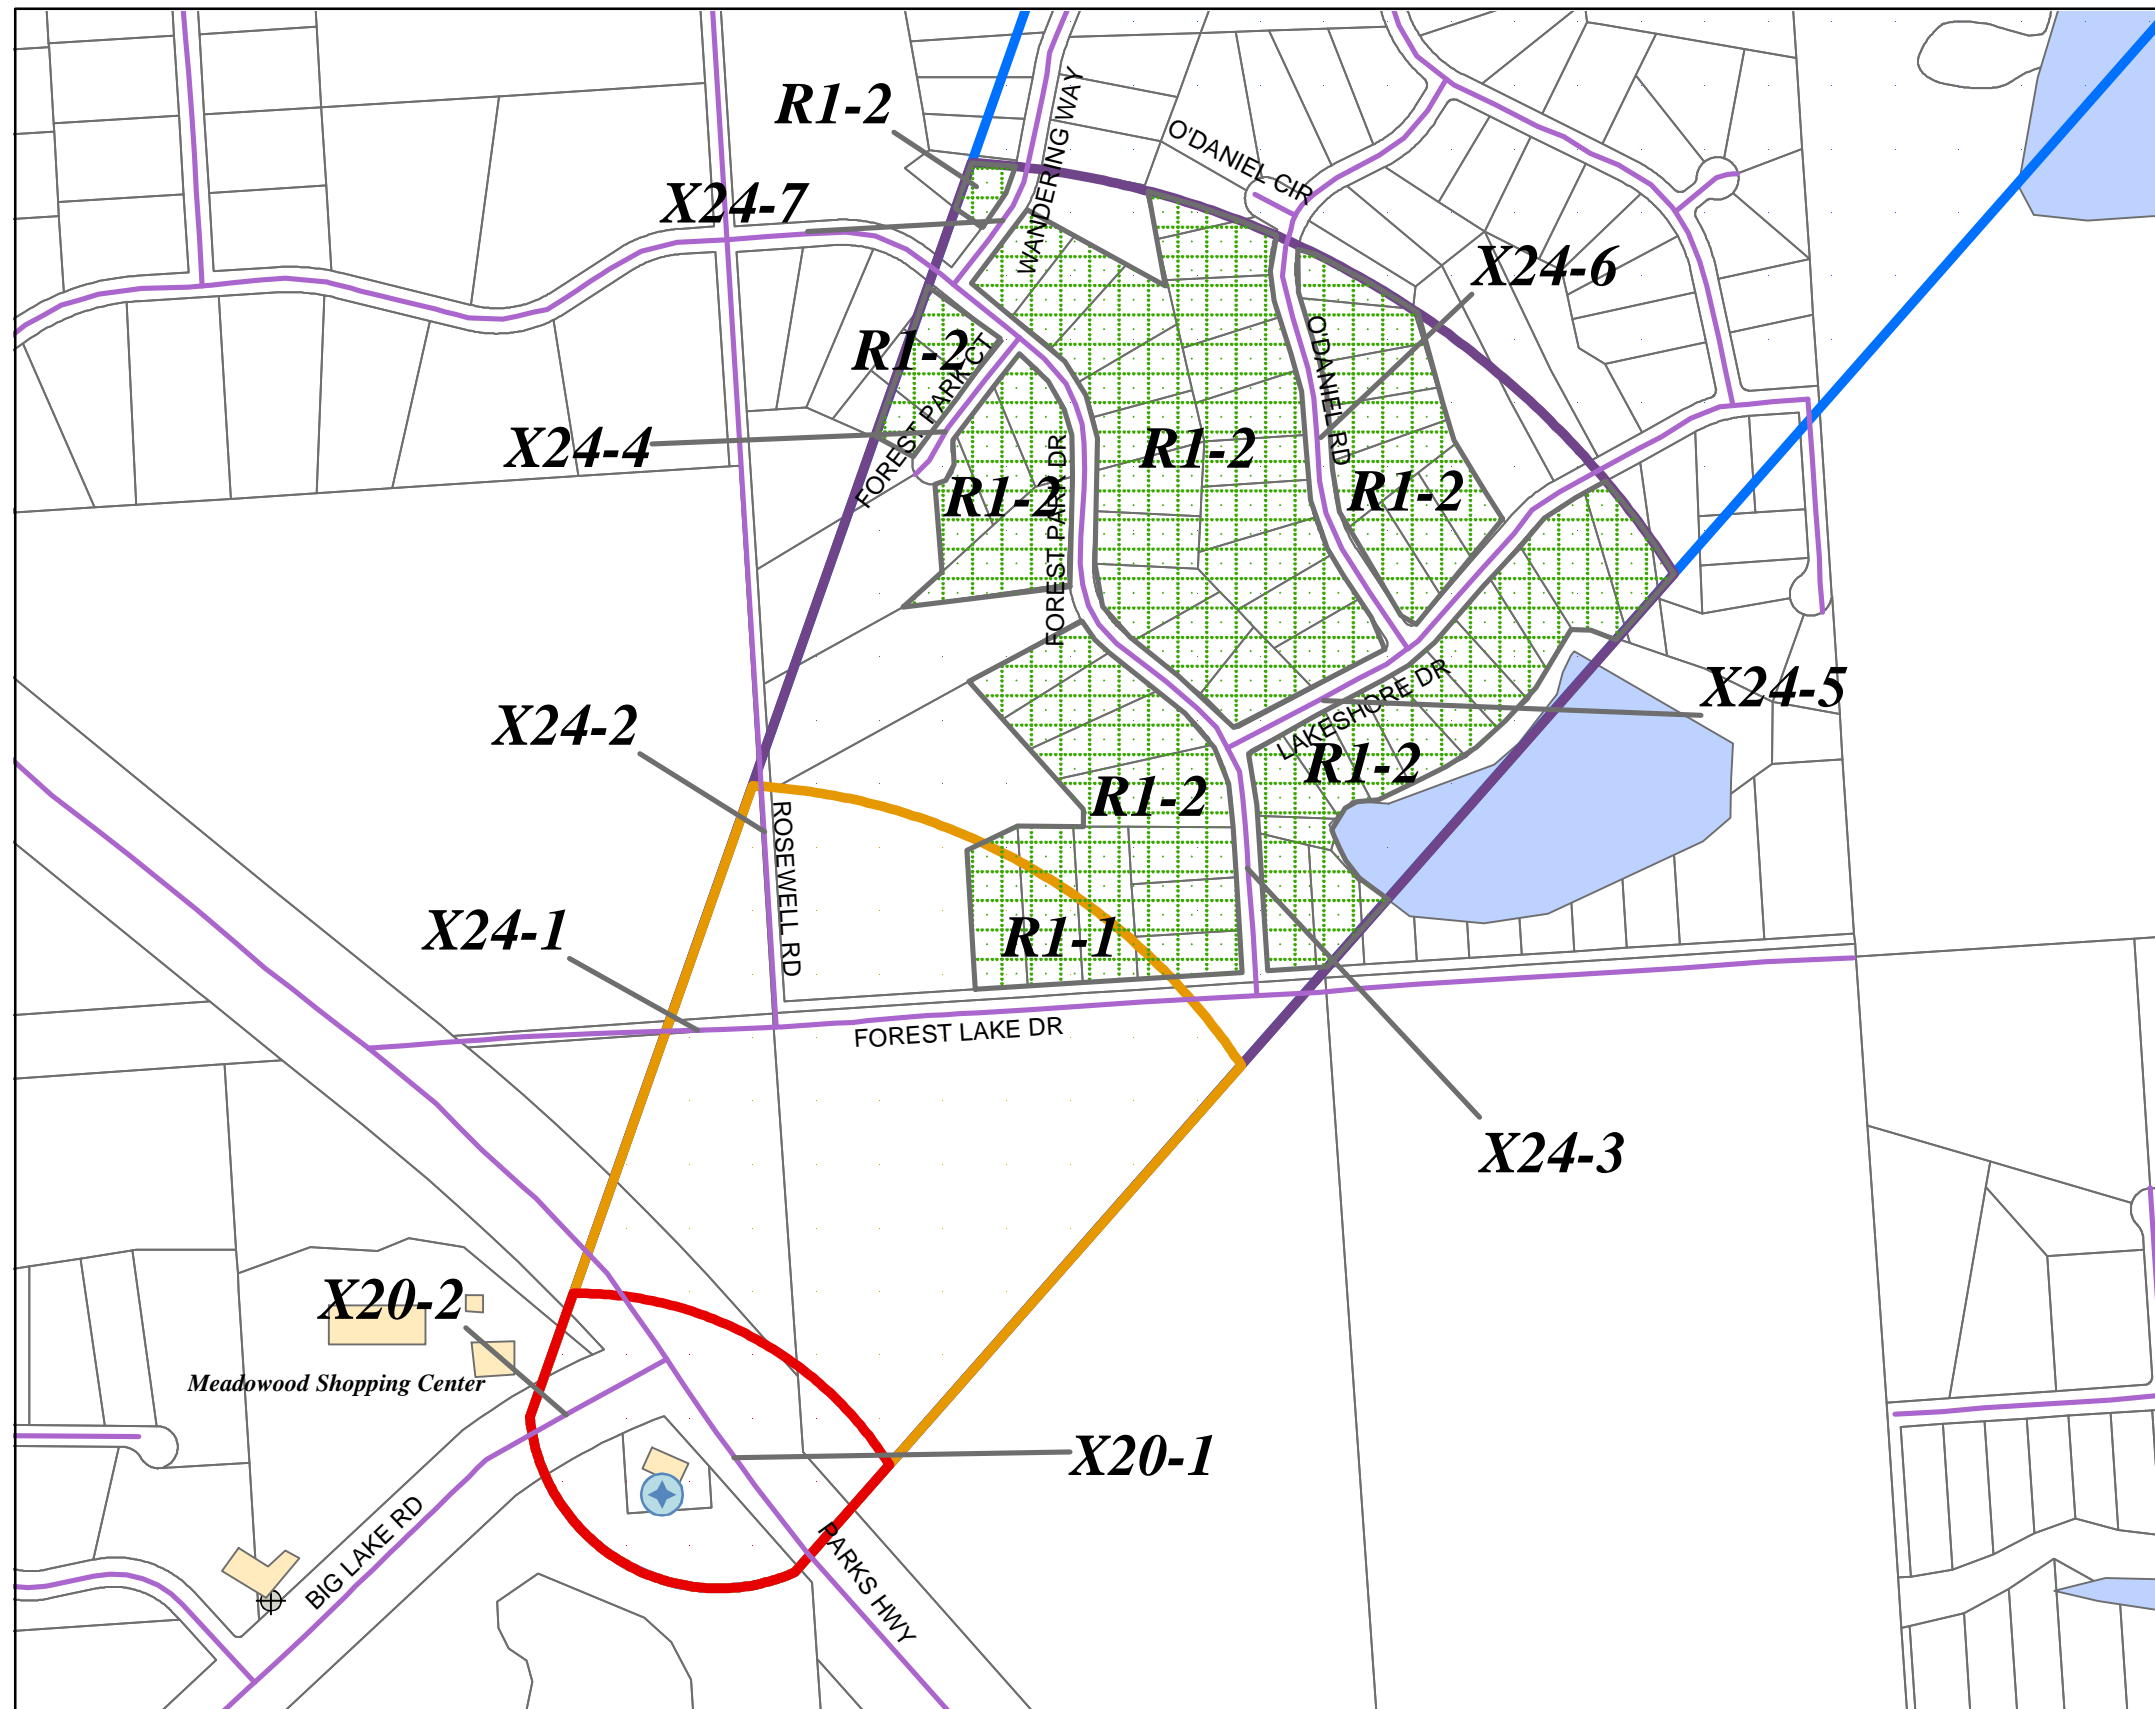 R1-2
WANDERING WAY
O'DANIEL CIR
X24-7
X24-6
R1-2
O'DANIEL RD
FOREST PARK CT
X24-4
R1-2
R1-2
R1-2
FOREST PARK DR
X24-2
LAKESHORE DR
X24-5
R1-2
R1-2
ROSEWELL RD
X24-1
R1-1
FOREST LAKE DR
X24-3
X20-2
Meadowood Shopping Center
X20-1
BIG LAKE RD
PARKS HWY